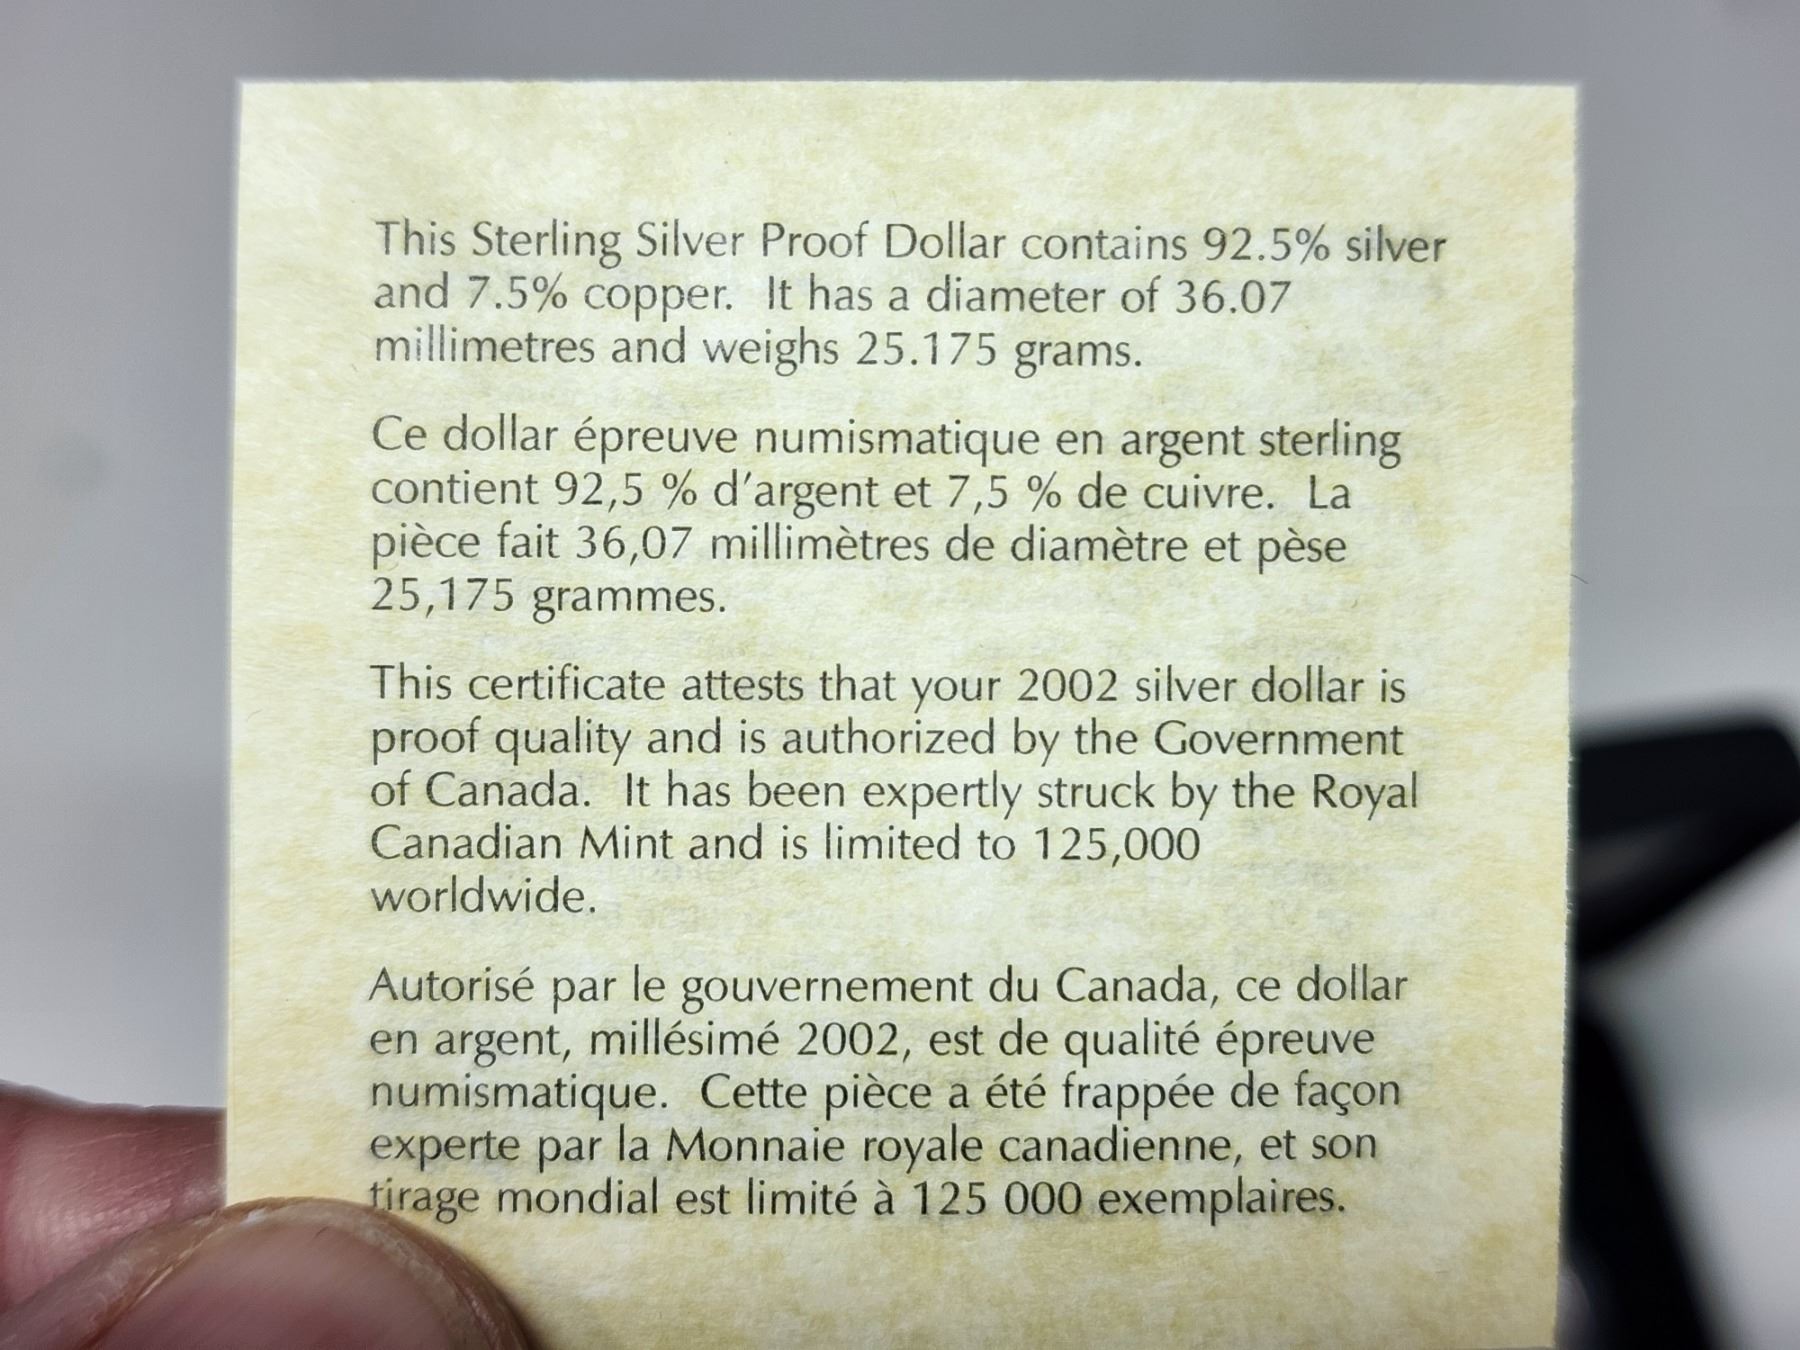 This Sterling Silver Proof Dollar contains 92.5% silver
and 7.5% copper.  It has a diameter of 36.07
millimetres and weighs 25.175 grams.
Ce dollar épreuve numismatique en argent sterling
contient 92,5 % d'argent et 7,5 % de cuivre.  La
pièce fait 36,07 millimètres de diamètre et pèse
25,175 grammes.
This certificate attests that your 2002 silver dollar is
proof quality and is authorized by the Government
of Canada.  It has been expertly struck by the Royal
Canadian Mint and is limited to 125,000
worldwide.
Autorisé par le gouvernement du Canada, ce dollar
en argent, millésimé 2002, est de qualité épreuve
numismatique.  Cette pièce a été frappée de façon
experte par la Monnaie royale canadienne, et son
tirage mondial est limité à 125 000 exemplaires.